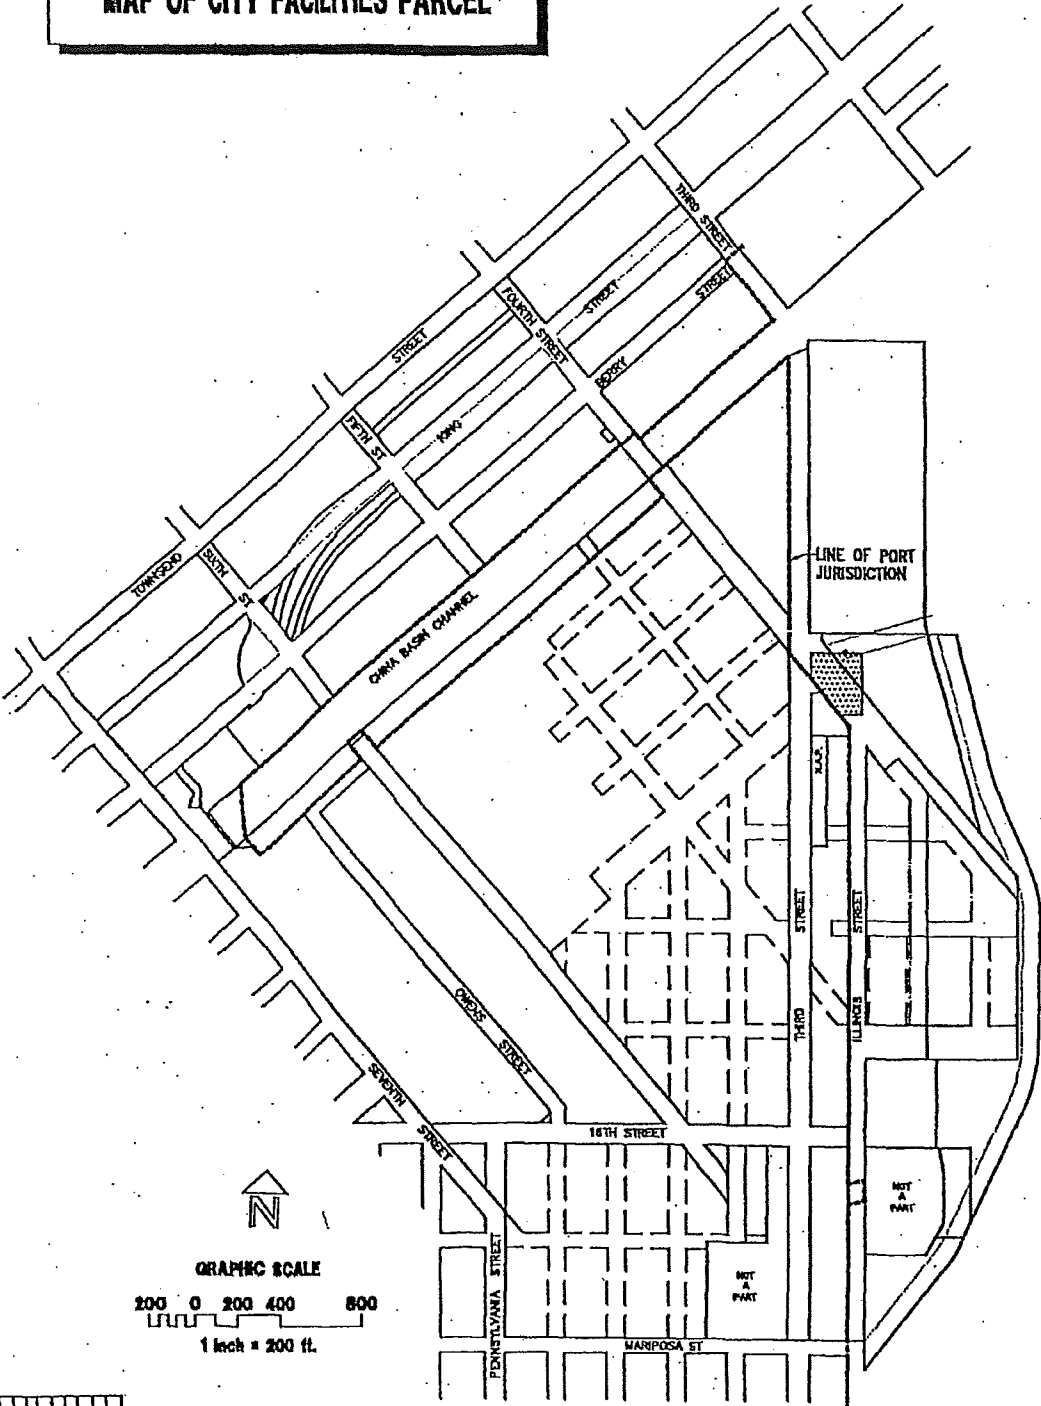 MAP OF CITY FACILITIES PARCEL
THIRD STREET
STREET
FOURTH STREET
STREET
STREET
BERRY
FIFTH ST
KING
TOWNSEND
SIXTH
ST
LINE OF PORT
JURISDICTION
CHINA BASIN CHANNEL
N.A.P.
STREET
STREET
THIRD
ILLINOIS
OWENS
STREET
SEVENTH
STREET
16TH STREET
NOT
A
PART
N
STREET
PENNSYLVANIA
NOT
A
PART
MARIPOSA ST
GRAPHIC SCALE
200 0 200 400 800
1 inch = 200 ft.